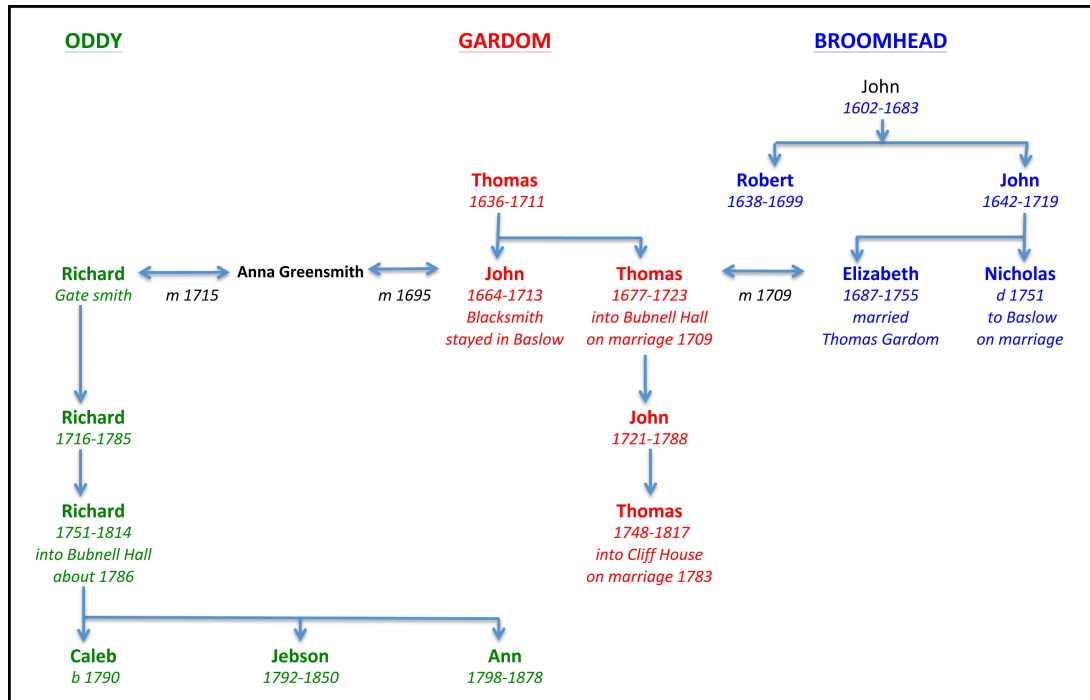 ODDY
GARDOM
BROOMHEAD
John
1602-1683
Thomas
1636-1711
Robert
1638-1699
John
1642-1719
Richard
Gate smith
m 1715
Anna Greensmith
m 1695
John
1664-1713
Blacksmith
stayed in Baslow
Thomas
1677-1723
into Bubnell Hall
on marriage 1709
m 1709
Elizabeth
1687-1755
married
Thomas Gardom
Nicholas
d 1751
to Baslow
on marriage
Richard
1716-1785
John
1721-1788
Richard
1751-1814
into Bubnell Hall
about 1786
Thomas
1748-1817
into Cliff House
on marriage 1783
Caleb
b 1790
Jebson
1792-1850
Ann
1798-1878